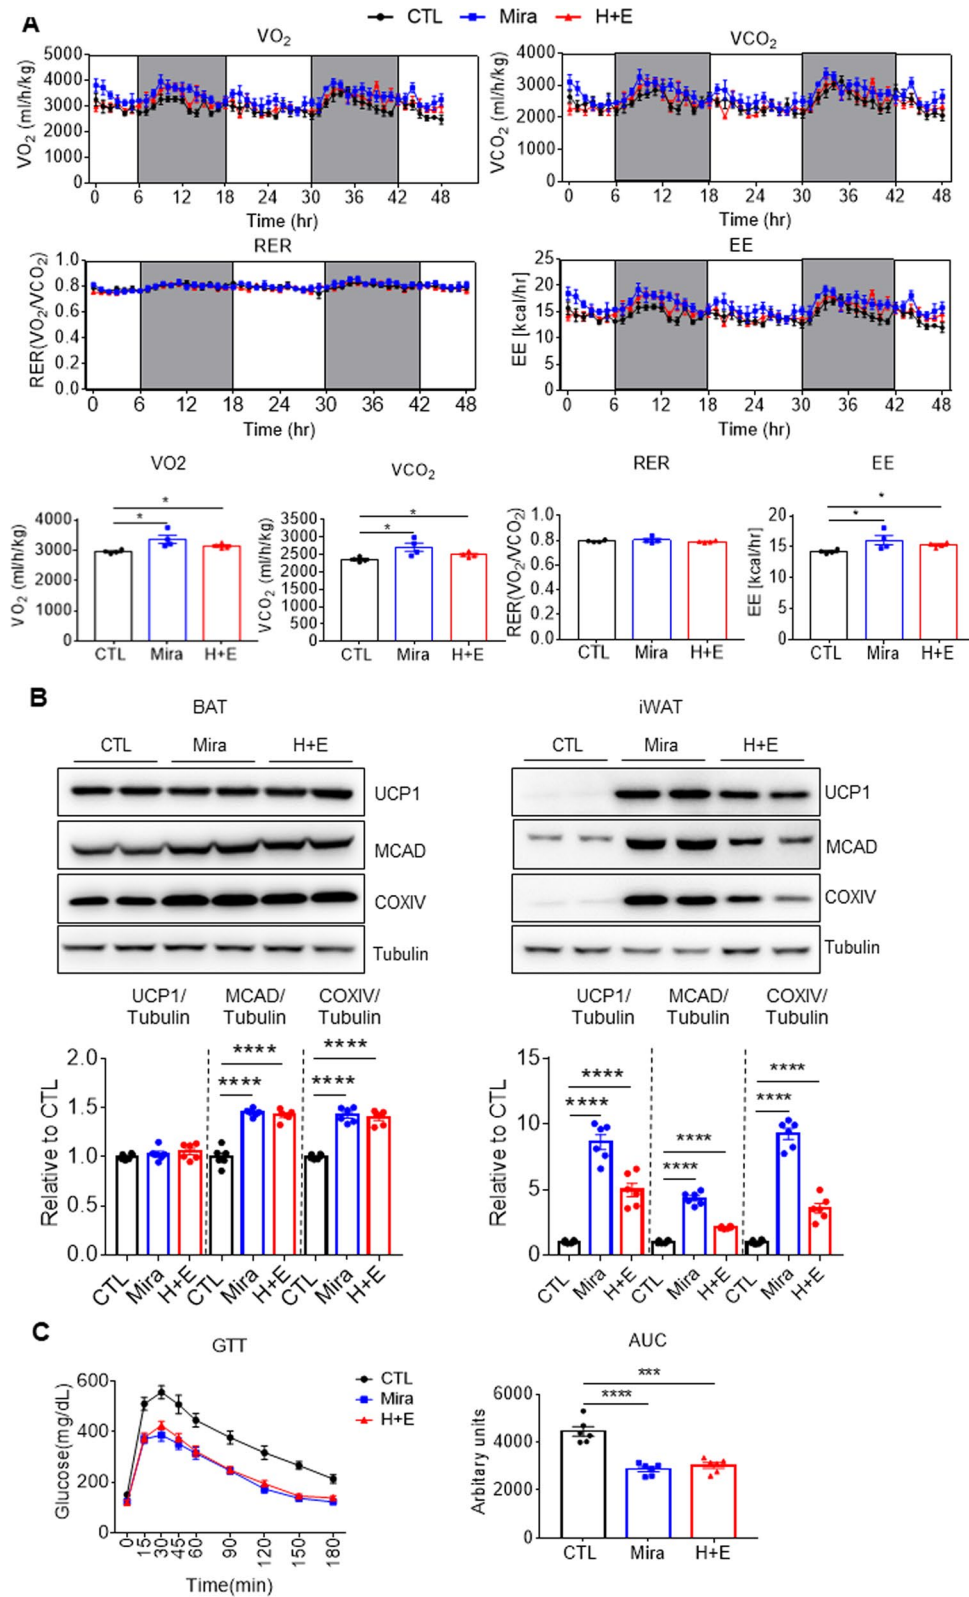 A
CTL Mira H+E
VO2 VCO2
VO2 (ml/h/kg)
5000
4000
3000
2000
1000
0
0 6 12 18 24 30 36 42 48
Time (hr)
VCO2 (ml/h/kg)
4000
3000
2000
1000
0
0 6 12 18 24 30 36 42 48
Time (hr)
RER EE
RER(VO2/VCO2)
1.0
0.8
0.6
0.4
0.2
0.0
0 6 12 18 24 30 36 42 48
Time (hr)
EE [kcal/hr)
25
20
15
10
5
0
0 6 12 18 24 30 36 42 48
Time (hr)
VO2
VO2 (ml/h/kg)
4000
3000
2000
1000
0
*
*
CTL Mira H+E
VCO2
VCO2 (ml/h/kg)
3500
3000
2500
2000
1500
1000
500
0
*
*
CTL Mira H+E
RER
RER(VO2/VCO2)
1.0
0.8
0.6
0.4
0.2
0.0
CTL Mira H+E
EE
EE [kcal/hr]
20
15
10
5
0
*
*
CTL Mira H+E
B
BAT
CTL Mira H+E
UCP1
MCAD
COXIV
Tubulin
iWAT
CTL Mira H+E
UCP1
MCAD
COXIV
Tubulin
UCP1/ MCAD/ COXIV/
Tubulin Tubulin Tubulin
Relative to CTL
2.0
1.5
1.0
0.5
0.0
**** ****
**** ****
CTL Mira H+E CTL Mira H+E CTL Mira H+E
UCP1/ MCAD/ COXIV/
Tubulin Tubulin Tubulin
Relative to CTL
15
10
5
0
**** **** ****
**** **** ****
CTL Mira H+E CTL Mira H+E CTL Mira H+E
C
GTT
Glucose(mg/dL)
600
400
200
0
0 15 30 45 60 90 120 150 180
Time(min)
CTL
Mira
H+E
AUC
Arbitary units
6000
4000
2000
0
***
****
CTL Mira H+E